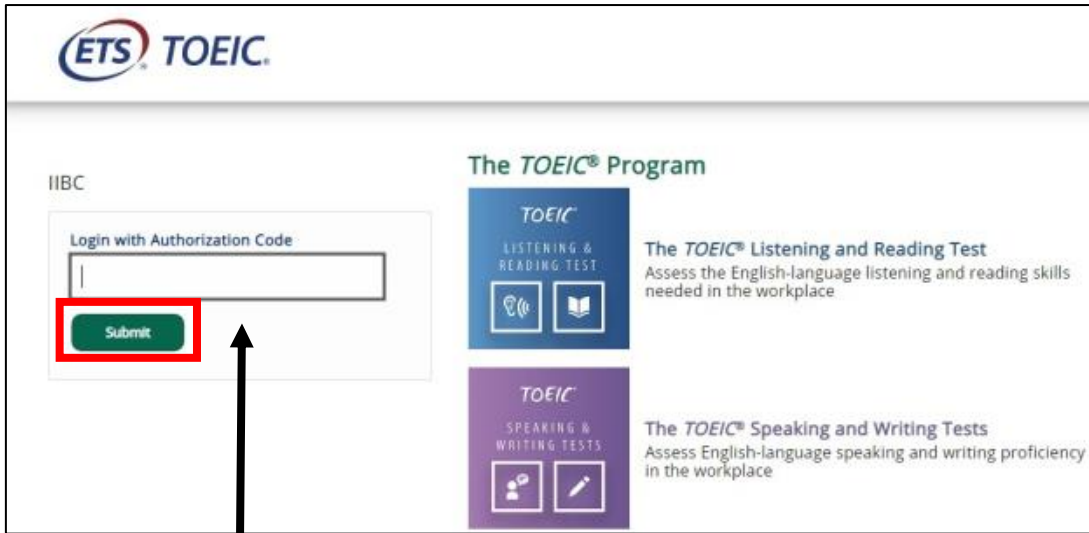 ETS® TOEIC®
IIBC
Login with Authorization Code
Submit
The TOEIC® Program
TOEIC
LISTENING &
READING TEST
The TOEIC® Listening and Reading Test
Assess the English-language listening and reading skills
needed in the workplace
TOEIC
SPEAKING &
WRITING TESTS
The TOEIC® Speaking and Writing Tests
Assess English-language speaking and writing proficiency
in the workplace